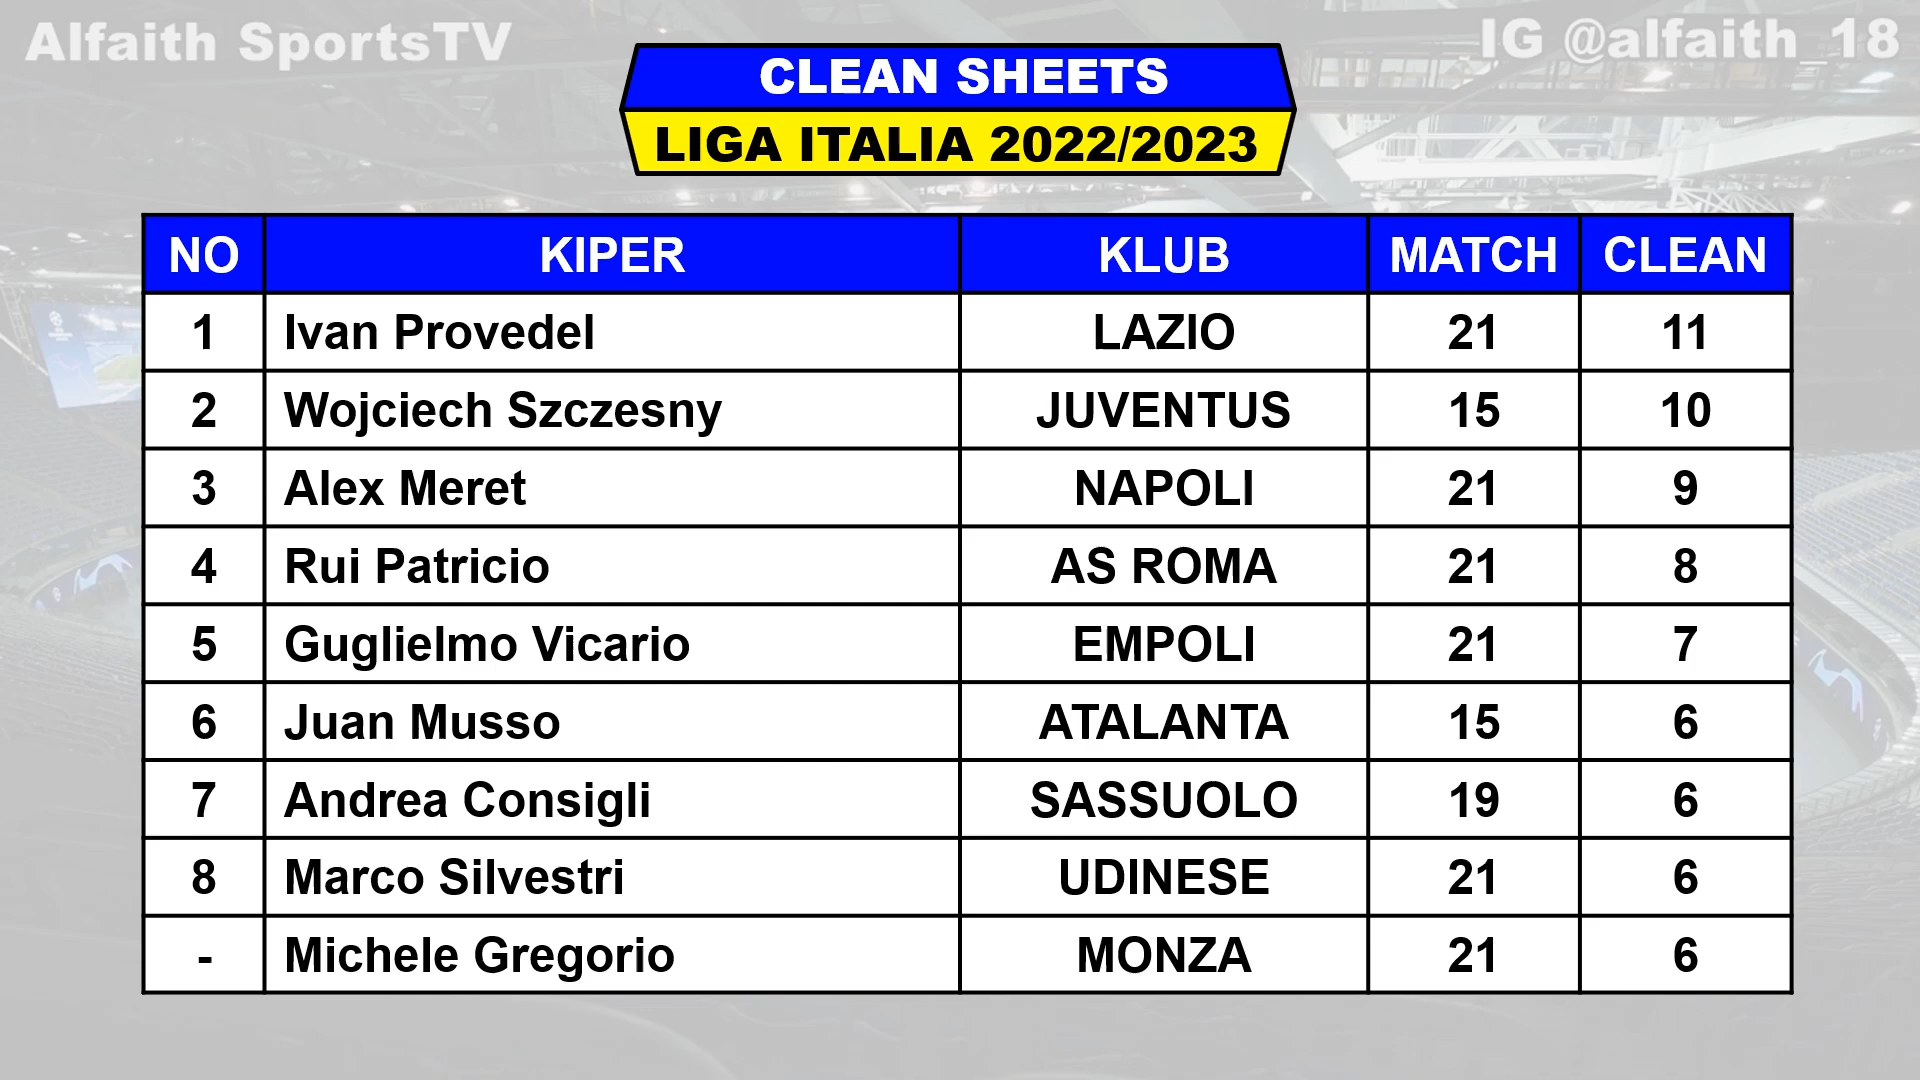 Alfaith SportsTV
IG @alfaith_18
CLEAN SHEETS
LIGA ITALIA 2022/2023
NO KIPER KLUB MATCH CLEAN
1 Ivan Provedel LAZIO 21 11
2 Wojciech Szczesny JUVENTUS 15 10
3 Alex Meret NAPOLI 21 9
4 Rui Patricio AS ROMA 21 8
5 Guglielmo Vicario EMPOLI 21 7
6 Juan Musso ATALANTA 15 6
7 Andrea Consigli SASSUOLO 19 6
8 Marco Silvestri UDINESE 21 6
- Michele Gregorio MONZA 21 6